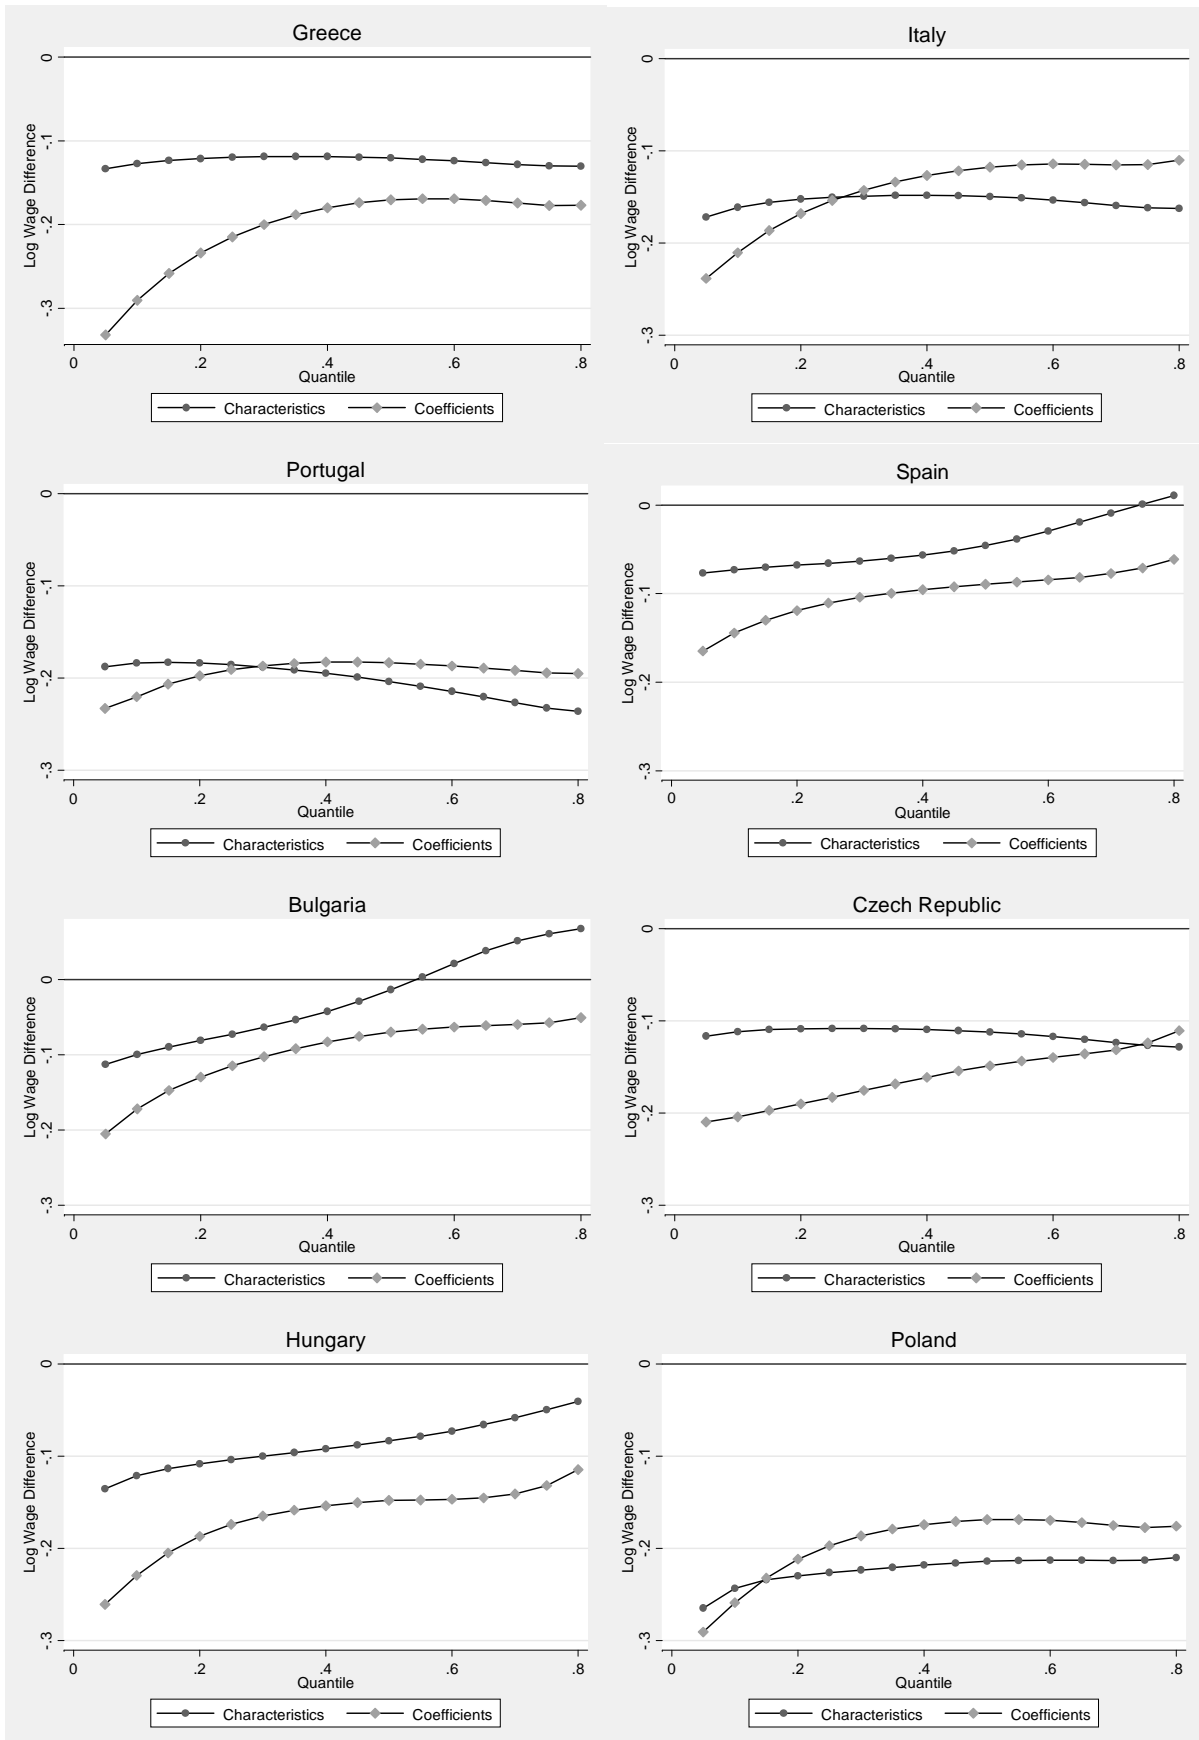 Greece
Log Wage Difference
0
-.1
-.2
-.3
0 .2 .4 .6 .8
Quantile
Characteristics Coefficients
Italy
Log Wage Difference
0
-.1
-.2
-.3
0 .2 .4 .6 .8
Quantile
Characteristics Coefficients
Portugal
Log Wage Difference
0
-.1
-.2
-.3
0 .2 .4 .6 .8
Quantile
Characteristics Coefficients
Spain
Log Wage Difference
0
-.1
-.2
-.3
0 .2 .4 .6 .8
Quantile
Characteristics Coefficients
Bulgaria
Log Wage Difference
0
-.1
-.2
-.3
0 .2 .4 .6 .8
Quantile
Characteristics Coefficients
Czech Republic
Log Wage Difference
0
-.1
-.2
-.3
0 .2 .4 .6 .8
Quantile
Characteristics Coefficients
Hungary
Log Wage Difference
0
-.1
-.2
-.3
0 .2 .4 .6 .8
Quantile
Characteristics Coefficients
Poland
Log Wage Difference
0
-.1
-.2
-.3
0 .2 .4 .6 .8
Quantile
Characteristics Coefficients